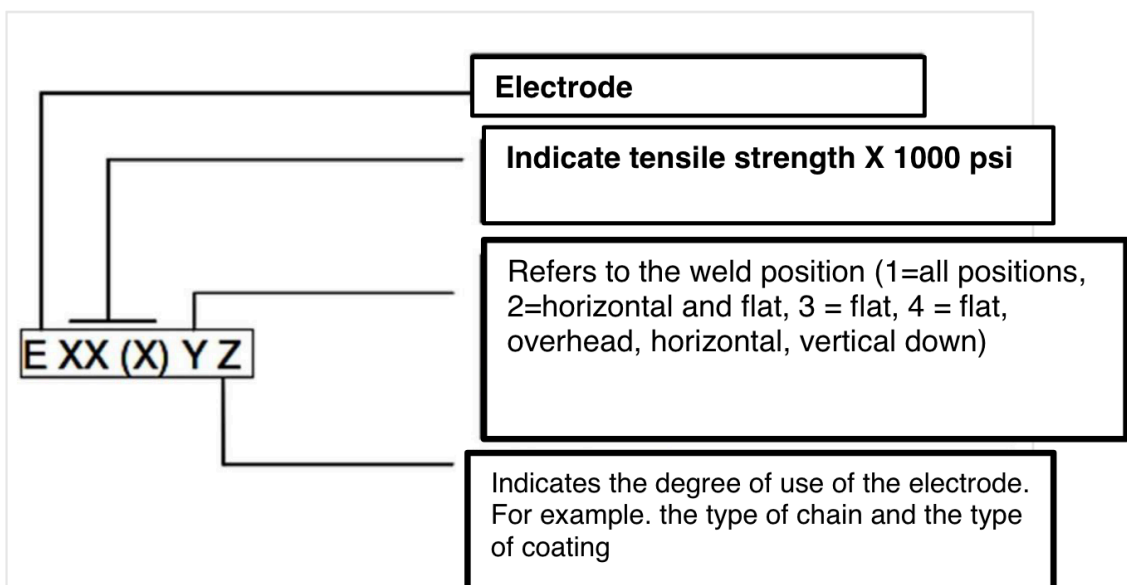 Electrode
Indicate tensile strength X 1000 psi
Refers to the weld position (1=all positions,
2=horizontal and flat, 3 = flat, 4 = flat,
overhead, horizontal, vertical down)
E XX (X) Y Z
Indicates the degree of use of the electrode.
For example. the type of chain and the type
of coating